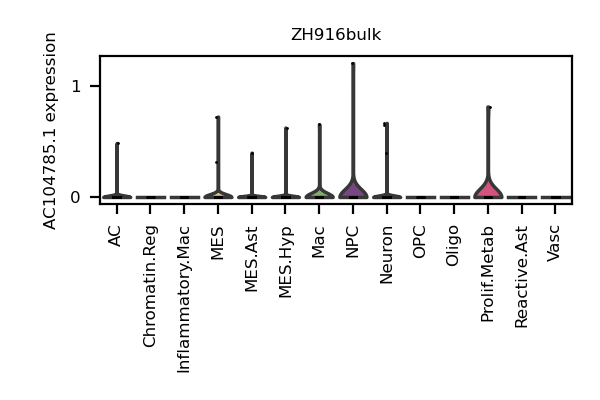 ZH916bulk
AC104785.1 expression
1
0
AC
Chromatin.Reg
Inflammatory.Mac
MES
MES.Ast
MES.Hyp
Mac
NPC
Neuron
OPC
Oligo
Prolif.Metab
Reactive.Ast
Vasc